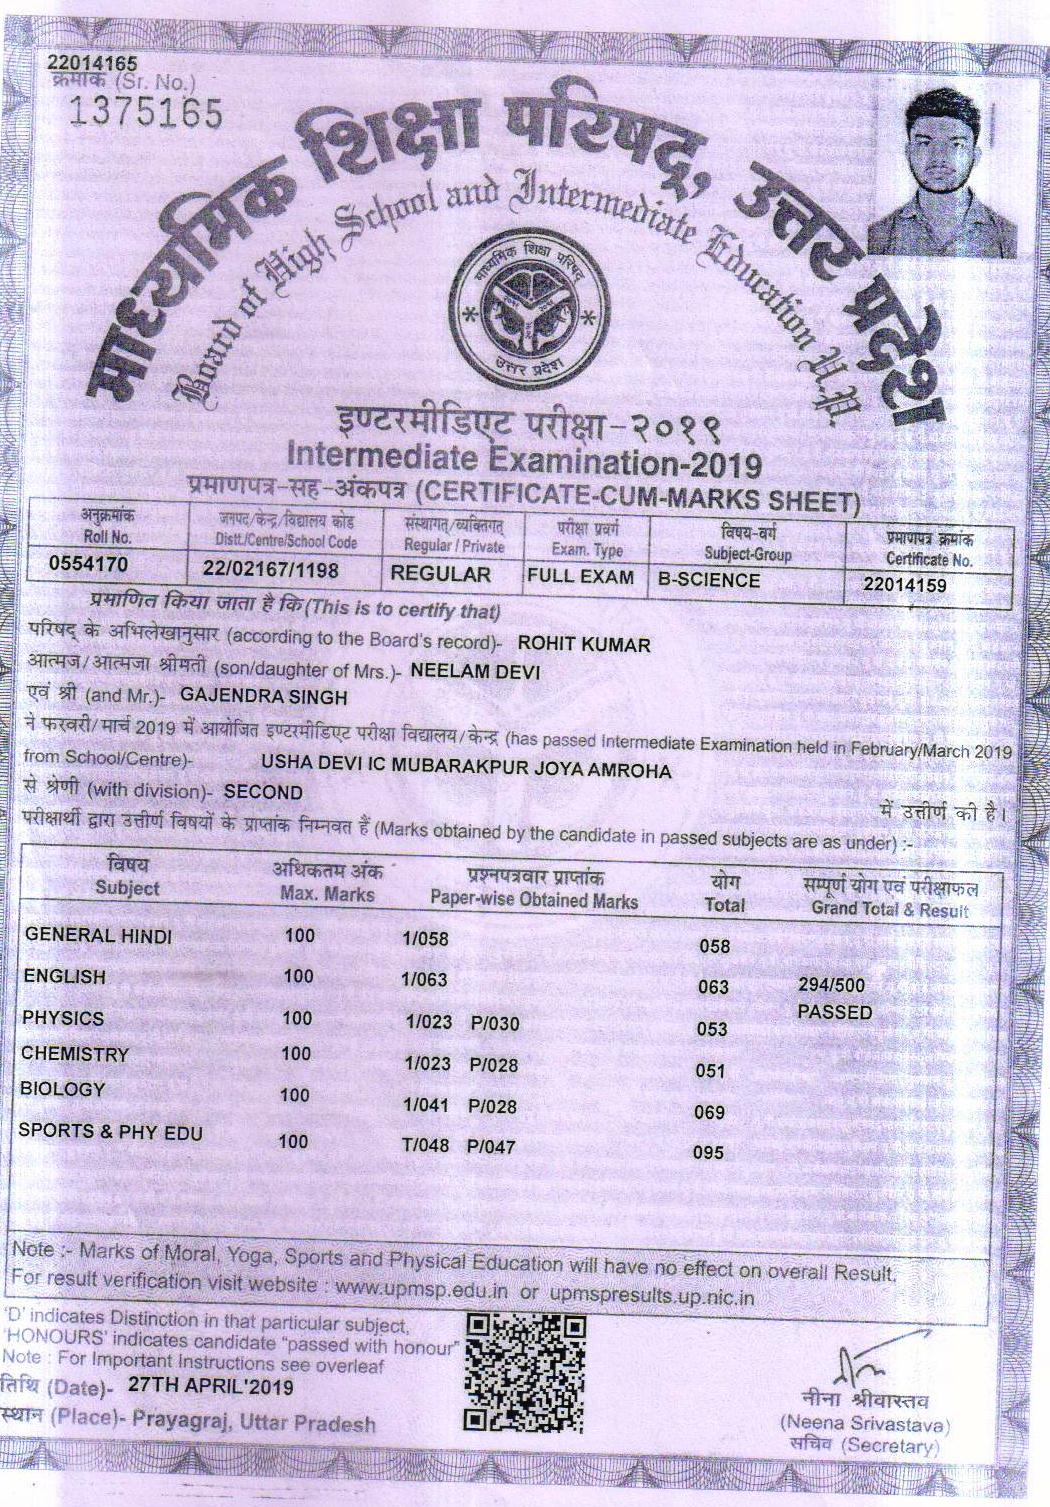 22014165
क्रमांक (Sr. No.)
1375165
माध्यमिक शिक्षा परिषद्, उत्तर प्रदेश
Board of High School and Intermediate Education U.P.
माध्यमिक शिक्षा परिषद्
उत्तर प्रदेश
इण्टरमीडिएट परीक्षा-२०१९
Intermediate Examination-2019
प्रमाणपत्र-सह-अंकपत्र (CERTIFICATE-CUM-MARKS SHEET)
अनुक्रमांक जनपद/केन्द्र/विद्यालय कोड संस्थागत/व्यक्तिगत परीक्षा प्रवर्ग विषय-वर्ग प्रमाणपत्र क्रमांक
Roll No. Distt./Centre/School Code Regular / Private Exam. Type Subject-Group Certificate No.
0554170 22/02167/1198 REGULAR FULL EXAM B-SCIENCE 22014159
प्रमाणित किया जाता है कि (This is to certify that)
परिषद् के अभिलेखानुसार (according to the Board's record)- ROHIT KUMAR
आत्मज/आत्मजा श्रीमती (son/daughter of Mrs.)- NEELAM DEVI
एवं श्री (and Mr.)- GAJENDRA SINGH
ने फरवरी/मार्च 2019 में आयोजित इण्टरमीडिएट परीक्षा विद्यालय/केन्द्र (has passed Intermediate Examination held in February/March 2019
from School/Centre)- USHA DEVI IC MUBARAKPUR JOYA AMROHA
से श्रेणी (with division)- SECOND में उत्तीर्ण की है।
परीक्षार्थी द्वारा उत्तीर्ण विषयों के प्राप्तांक निम्नवत हैं (Marks obtained by the candidate in passed subjects are as under) :-
विषय अधिकतम अंक प्रश्नपत्रवार प्राप्तांक योग सम्पूर्ण योग एवं परीक्षाफल
Subject Max. Marks Paper-wise Obtained Marks Total Grand Total & Result
GENERAL HINDI 100 1/058 058
ENGLISH 100 1/063 063 294/500
PASSED
PHYSICS 100 1/023 P/030 053
CHEMISTRY 100 1/023 P/028 051
BIOLOGY 100 1/041 P/028 069
SPORTS & PHY EDU 100 T/048 P/047 095
Note :- Marks of Moral, Yoga, Sports and Physical Education will have no effect on overall Result.
For result verification visit website : www.upmsp.edu.in or upmspresults.up.nic.in
'D' indicates Distinction in that particular subject,
'HONOURS' indicates candidate "passed with honour"
Note : For Important Instructions see overleaf
तिथि (Date)- 27TH APRIL'2019
स्थान (Place)- Prayagraj, Uttar Pradesh
नीना श्रीवास्तव
(Neena Srivastava)
सचिव (Secretary)